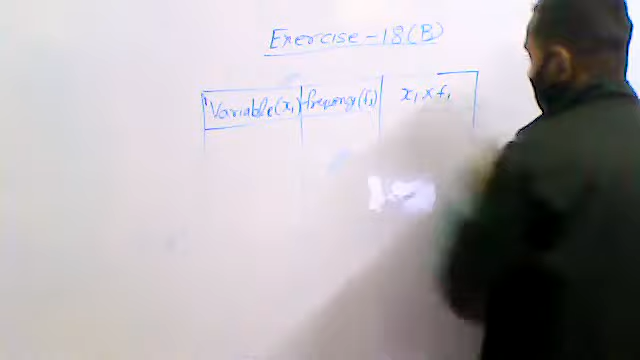 Exercise - 18(B)
Variable(x₁) frequency(f₁) x₁ × f₁